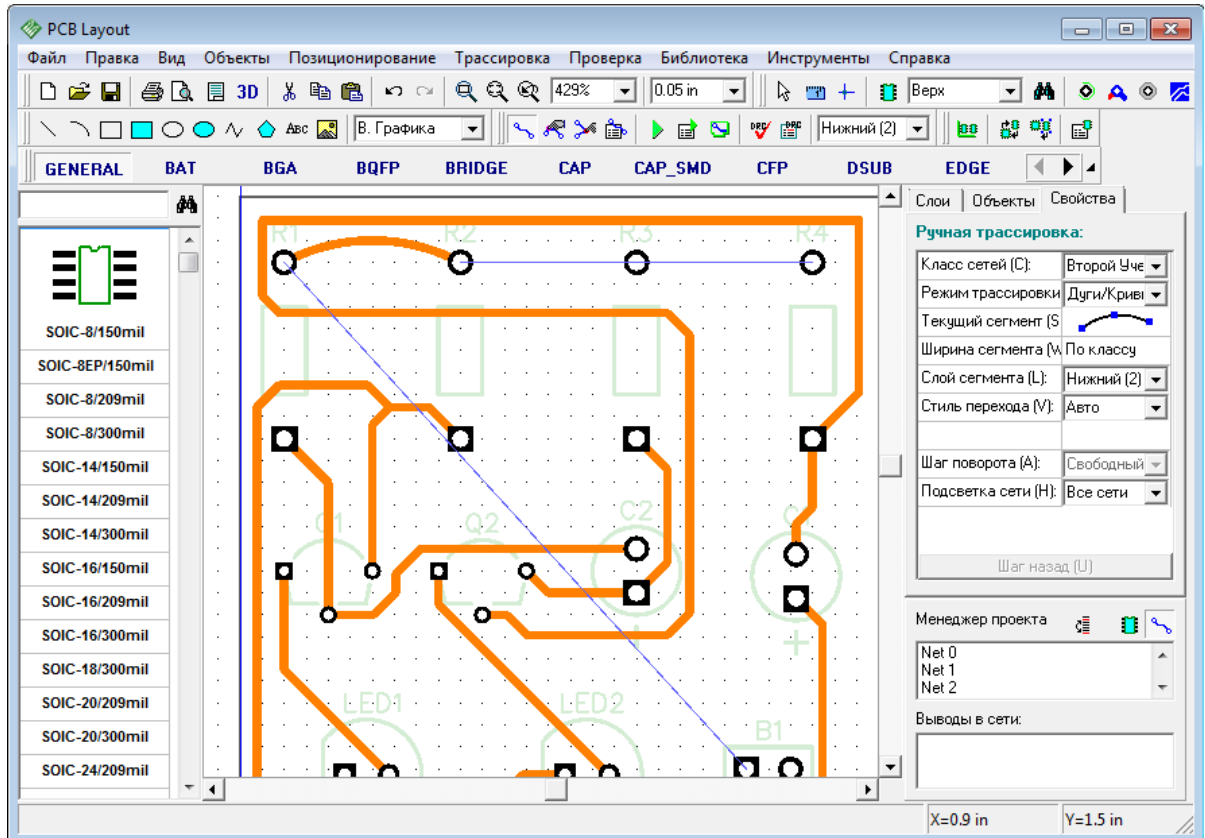 PCB Layout
Файл Правка Вид Объекты Позиционирование Трассировка Проверка Библиотека Инструменты Справка
3D 429% 0.05 in Верх
ABC В. Графика DRC DRC Нижний (2)
GENERAL BAT BGA BQFP BRIDGE CAP CAP_SMD CFP DSUB EDGE
SOIC-8/150mil
SOIC-8EP/150mil
SOIC-8/209mil
SOIC-8/300mil
SOIC-14/150mil
SOIC-14/209mil
SOIC-14/300mil
SOIC-16/150mil
SOIC-16/209mil
SOIC-16/300mil
SOIC-18/300mil
SOIC-20/209mil
SOIC-20/300mil
SOIC-24/209mil
R1 R2 R3 R4
Q2 C2
LED1 LED2
B1
Слои Объекты Свойства
Ручная трассировка:
Класс сетей (C): Второй Уче
Режим трассировки Дуги/Криві
Текущий сегмент (S
Ширина сегмента (W По классу
Слой сегмента (L): Нижний (2)
Стиль перехода (V): Авто
Шаг поворота (A): Свободный
Подсветка сети (H): Все сети
Шаг назад (U)
Менеджер проекта
Net 0
Net 1
Net 2
Выводы в сети:
X=0.9 in Y=1.5 in